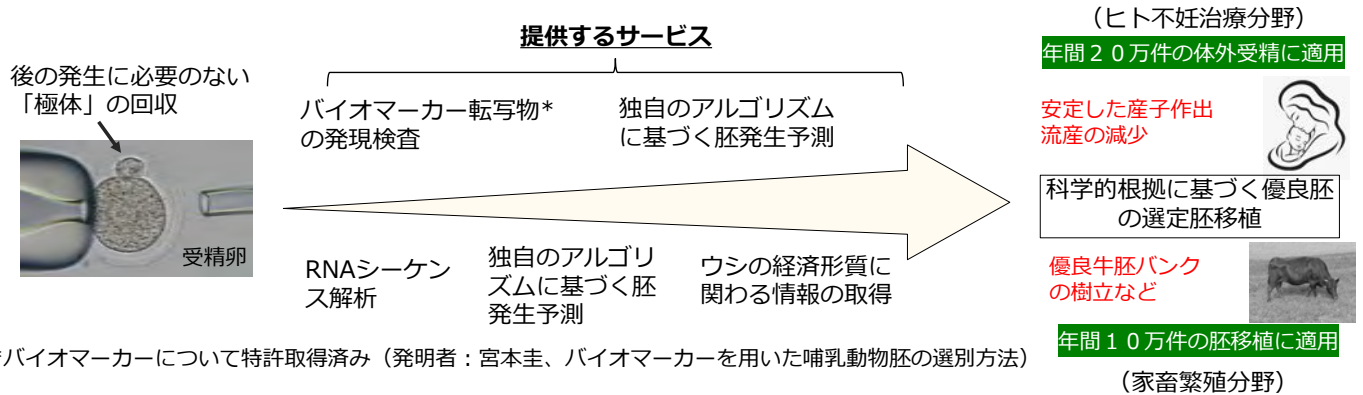 提供するサービス
後の発生に必要のない
「極体」の回収
受精卵
バイオマーカー転写物*
の発現検査
独自のアルゴリズム
に基づく胚発生予測
RNAシーケン
ス解析
独自のアルゴリ
ズムに基づく胚
発生予測
ウシの経済形質に
関わる情報の取得
(ヒト不妊治療分野)
年間20万件の体外受精に適用
安定した産子作出
流産の減少
科学的根拠に基づく優良胚
の選定胚移植
優良牛胚バンク
の樹立など
年間10万件の胚移植に適用
(家畜繁殖分野)
*バイオマーカーについて特許取得済み(発明者:宮本圭、バイオマーカーを用いた哺乳動物胚の選別方法)